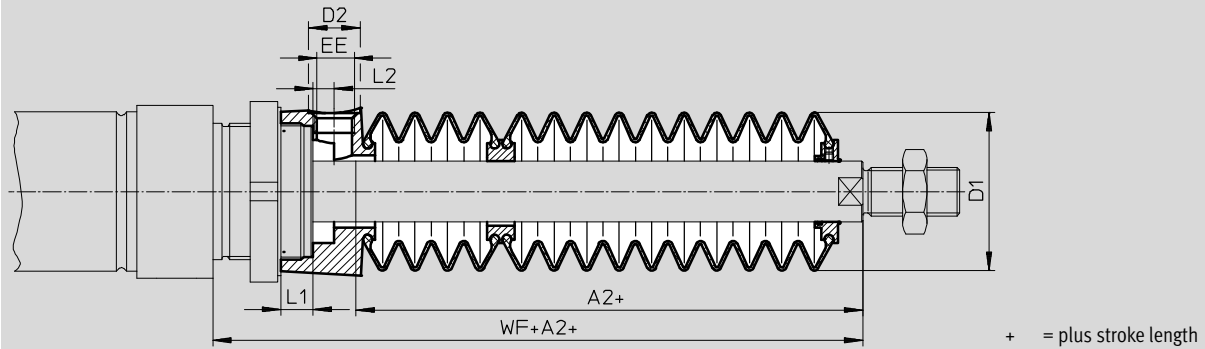 D2
EE
L2
D1
L1
A2+
WF+A2+
+ = plus stroke length